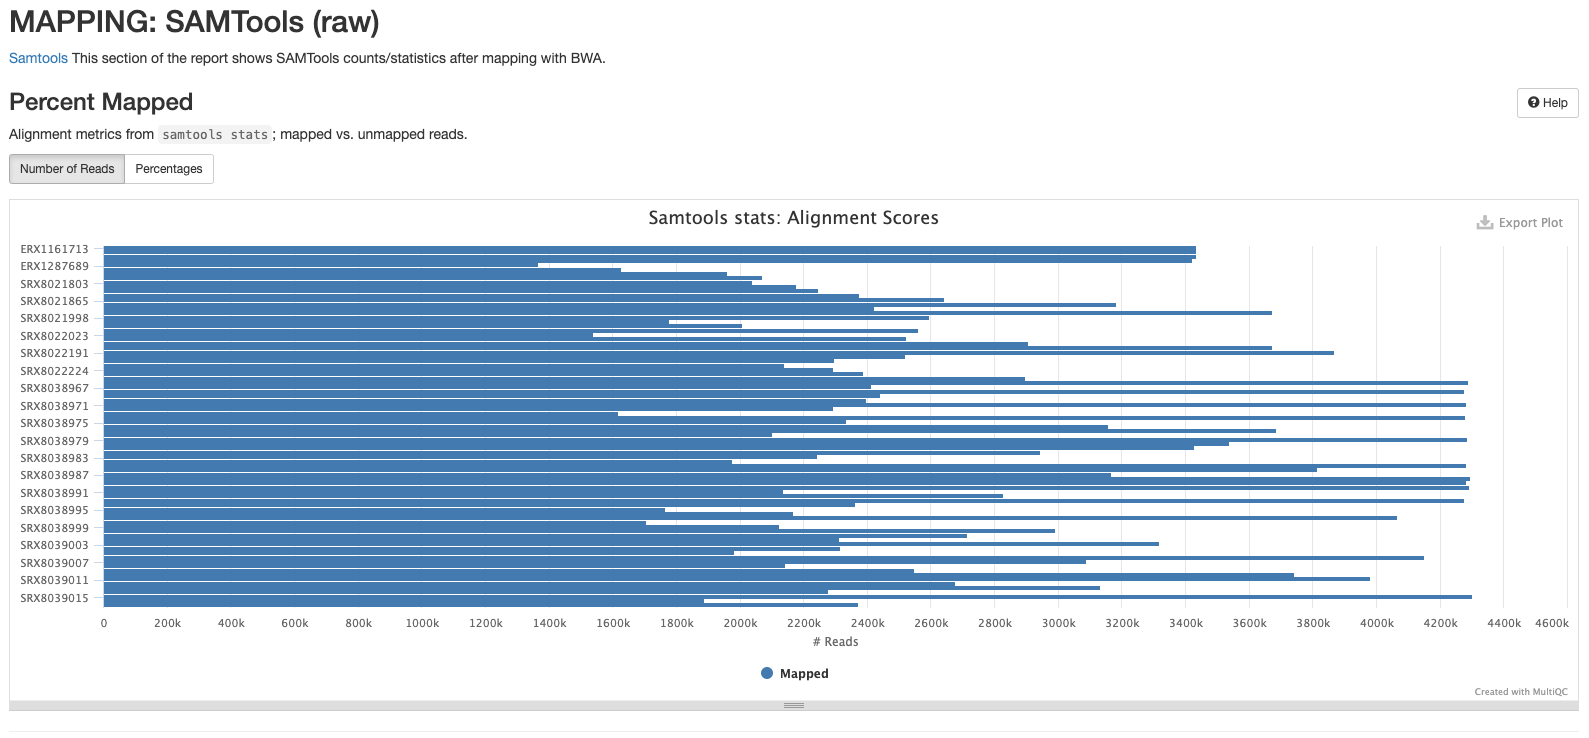 MAPPING: SAMTools (raw)
Samtools This section of the report shows SAMTools counts/statistics after mapping with BWA.
Percent Mapped
Help
Alignment metrics from samtools stats; mapped vs. unmapped reads.
Number of Reads Percentages
Samtools stats: Alignment Scores
Export Plot
ERX1161713
ERX1287689
SRX8021803
SRX8021865
SRX8021998
SRX8022023
SRX8022191
SRX8022224
SRX8038967
SRX8038971
SRX8038975
SRX8038979
SRX8038983
SRX8038987
SRX8038991
SRX8038995
SRX8038999
SRX8039003
SRX8039007
SRX8039011
SRX8039015
0 200k 400k 600k 800k 1000k 1200k 1400k 1600k 1800k 2000k 2200k 2400k 2600k 2800k 3000k 3200k 3400k 3600k 3800k 4000k 4200k 4400k 4600k
# Reads
Mapped
Created with MultiQC